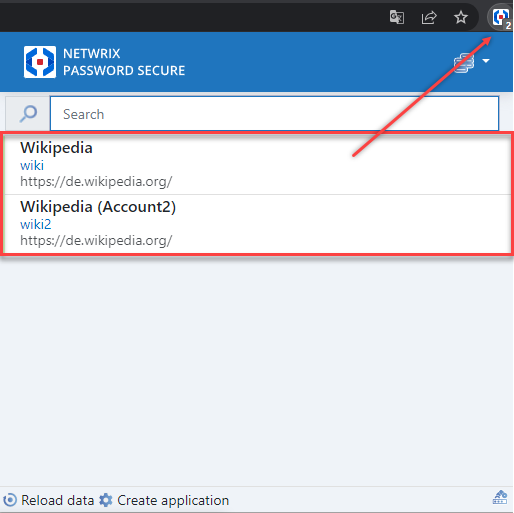 2
NETWRIX
PASSWORD SECURE
Search
Wikipedia
wiki
https://de.wikipedia.org/
Wikipedia (Account2)
wiki2
https://de.wikipedia.org/
Reload data Create application